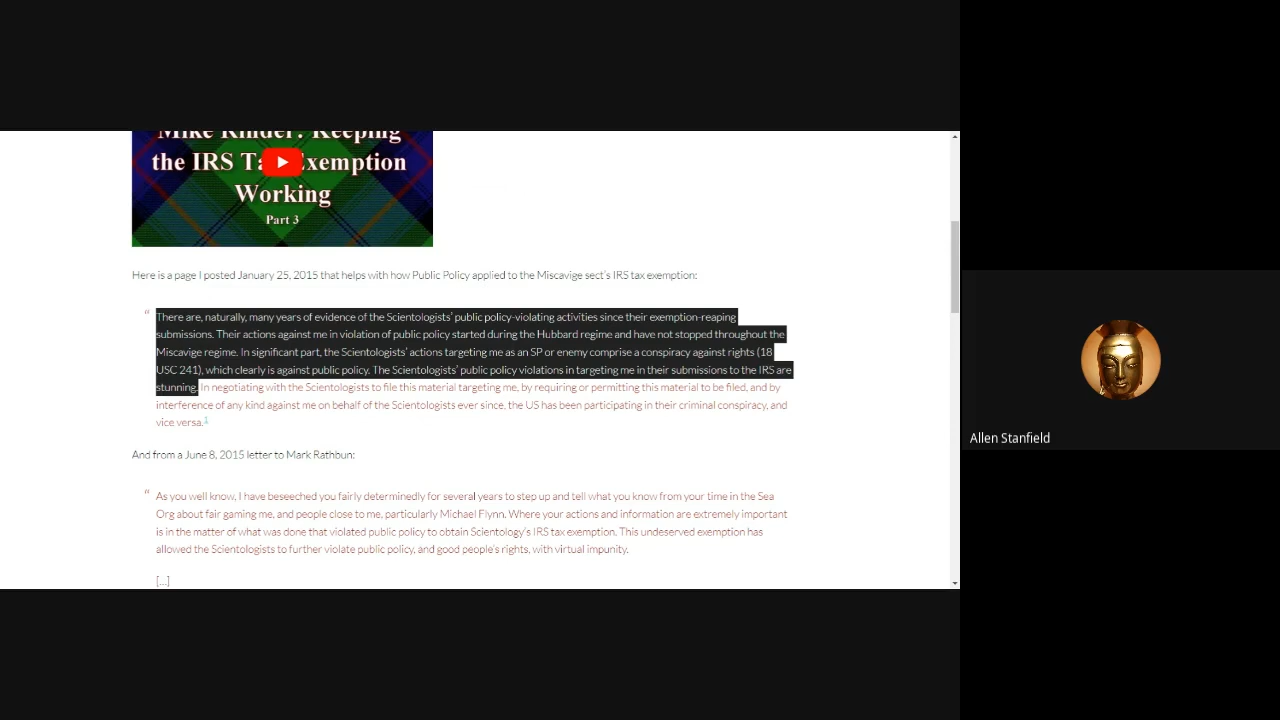 Mike Rinder: Keeping
the IRS Tax Exemption
Working
Part 3
Here is a page I posted January 25, 2015 that helps with how Public Policy applied to the Miscavige sect's IRS tax exemption:
“ There are, naturally, many years of evidence of the Scientologists' public policy-violating activities since their exemption-reaping
submissions. Their actions against me in violation of public policy started during the Hubbard regime and have not stopped throughout the
Miscavige regime. In significant part, the Scientologists' actions targeting me as an SP or enemy comprise a conspiracy against rights (18
USC 241), which clearly is against public policy. The Scientologists' public policy violations in targeting me in their submissions to the IRS are
stunning. In negotiating with the Scientologists to file this material targeting me, by requiring or permitting this material to be filed, and by
interference of any kind against me on behalf of the Scientologists ever since, the US has been participating in their criminal conspiracy, and
vice versa.1
And from a June 8, 2015 letter to Mark Rathbun:
“ As you well know, I have beseeched you fairly determinedly for several years to step up and tell what you know from your time in the Sea
Org about fair gaming me, and people close to me, particularly Michael Flynn. Where your actions and information are extremely important
is in the matter of what was done that violated public policy to obtain Scientology's IRS tax exemption. This undeserved exemption has
allowed the Scientologists to further violate public policy, and good people's rights, with virtual impunity.
[...]
Allen Stanfield